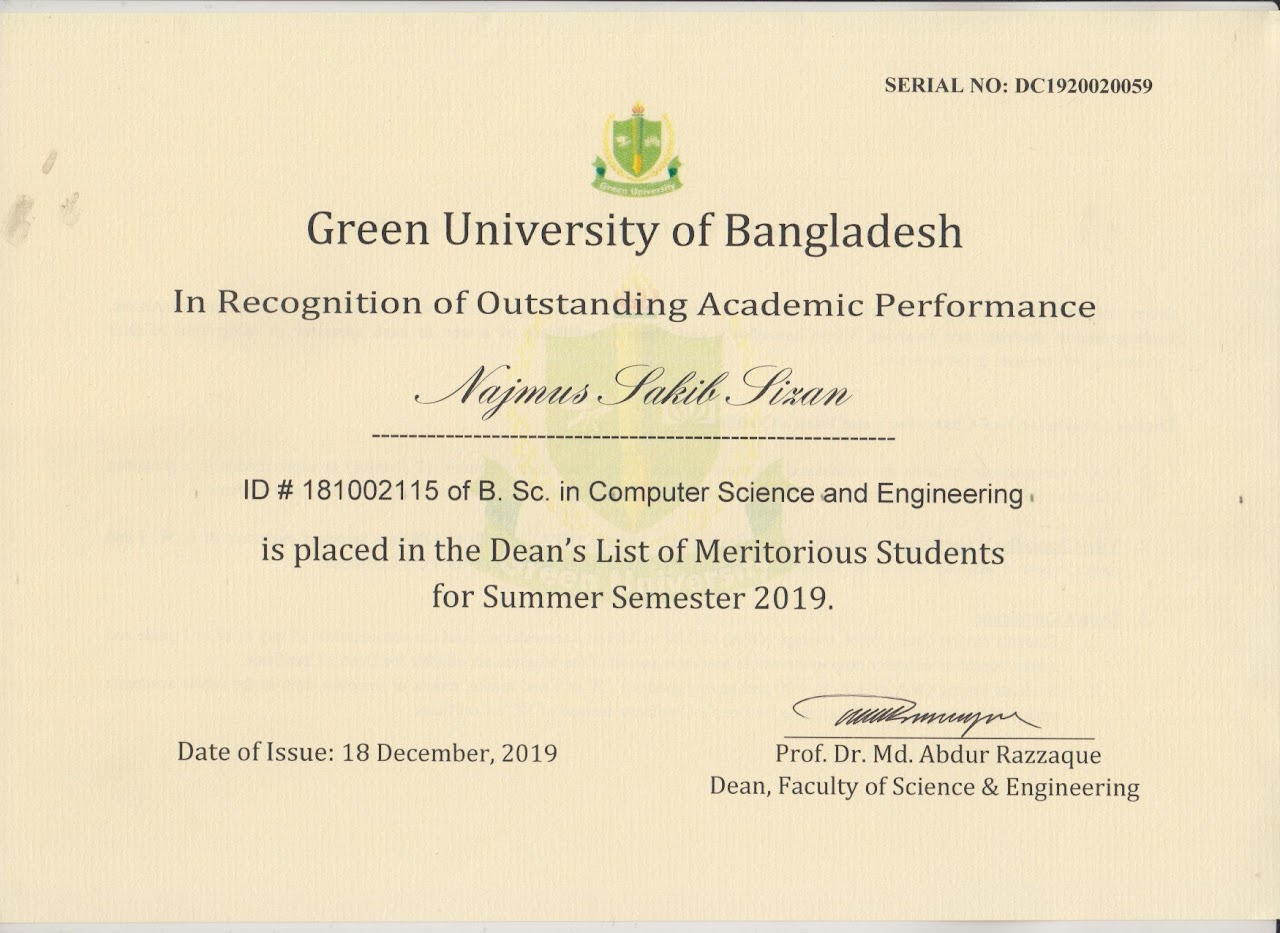 SERIAL NO: DC1920020059
Green University
Green University of Bangladesh
In Recognition of Outstanding Academic Performance
Najmus Sakib Sizan
ID # 181002115 of B. Sc. in Computer Science and Engineering
is placed in the Dean's List of Meritorious Students
Green University
for Summer Semester 2019.
Date of Issue: 18 December, 2019
Prof. Dr. Md. Abdur Razzaque
Dean, Faculty of Science & Engineering